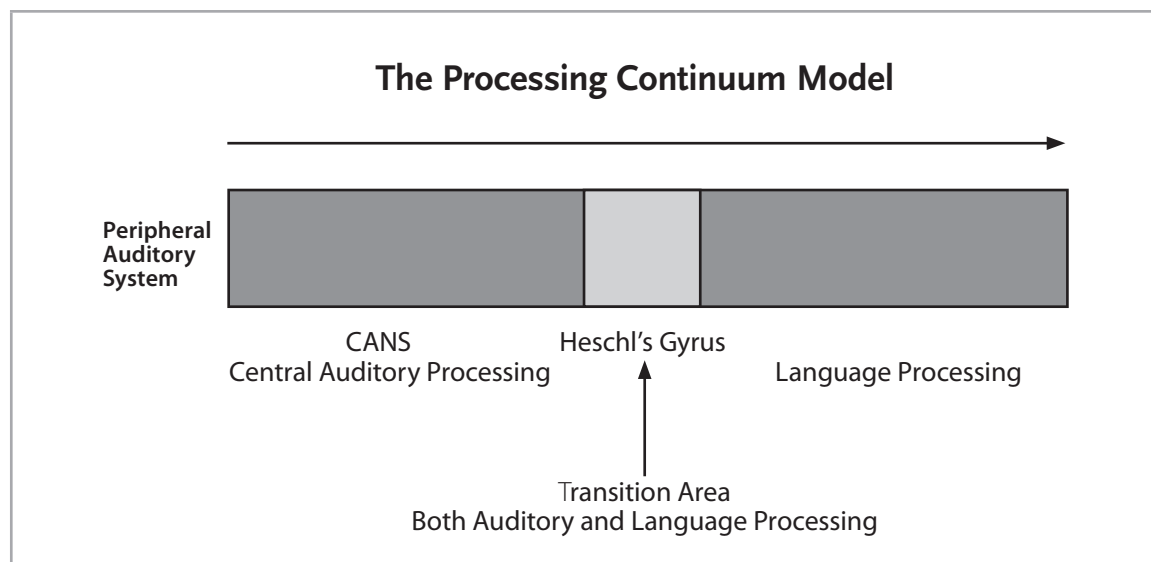 The Processing Continuum Model
Peripheral
Auditory
System
CANS
Central Auditory Processing
Heschl’s Gyrus
Language Processing
Transition Area
Both Auditory and Language Processing